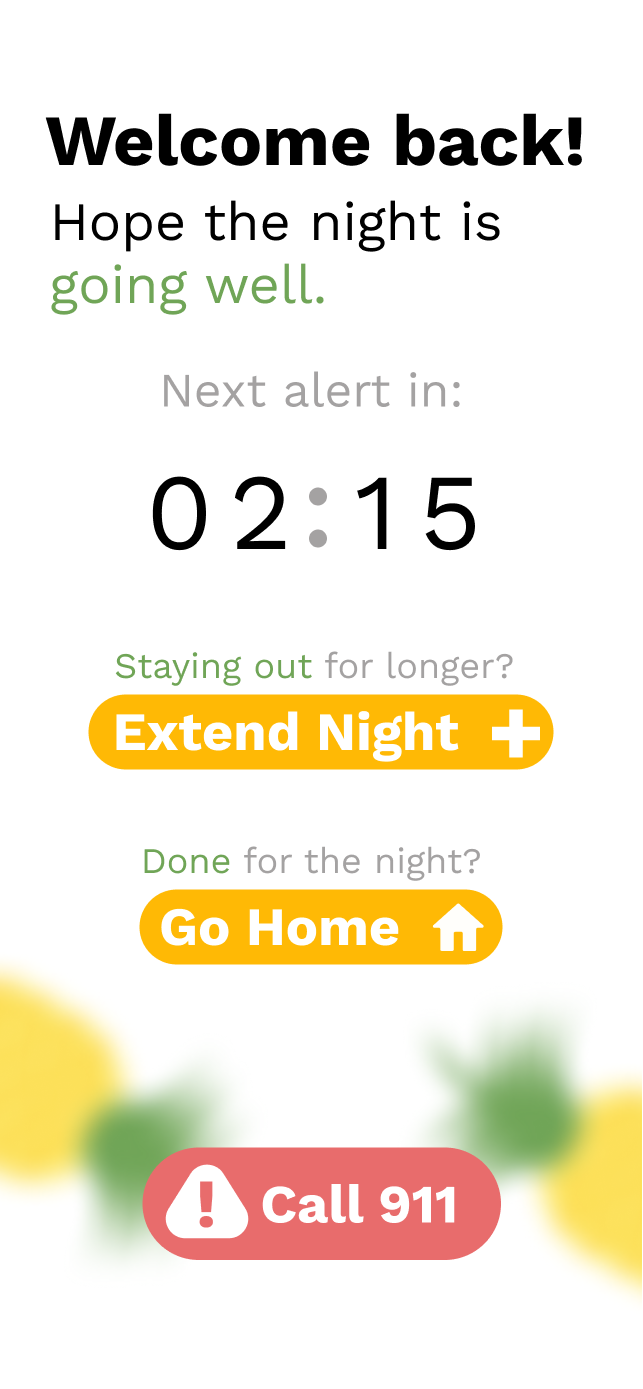 Welcome back!
Hope the night is
going well.
Next alert in:
02:15
Staying out for longer?
Extend Night
Done for the night?
Go Home
Call 911